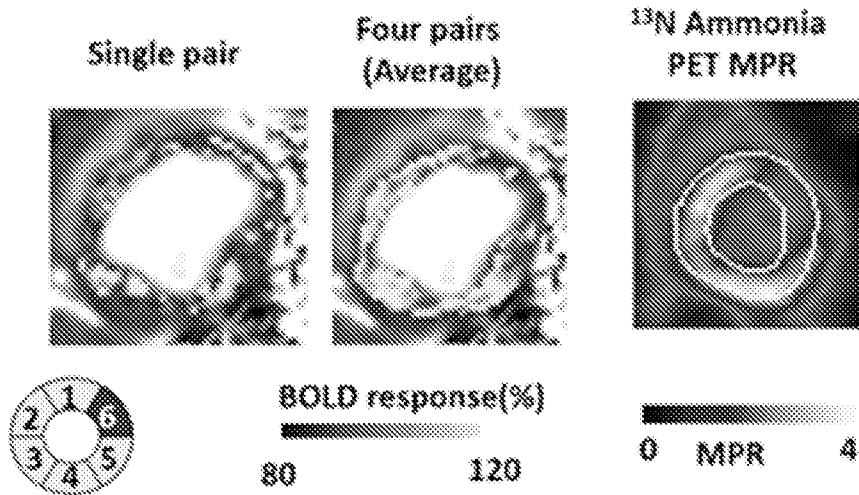 Single pair
Four pairs
(Average)
¹³N Ammonia
PET MPR
1
2
6
3
5
4
BOLD response(%)
80
120
0
MPR
4